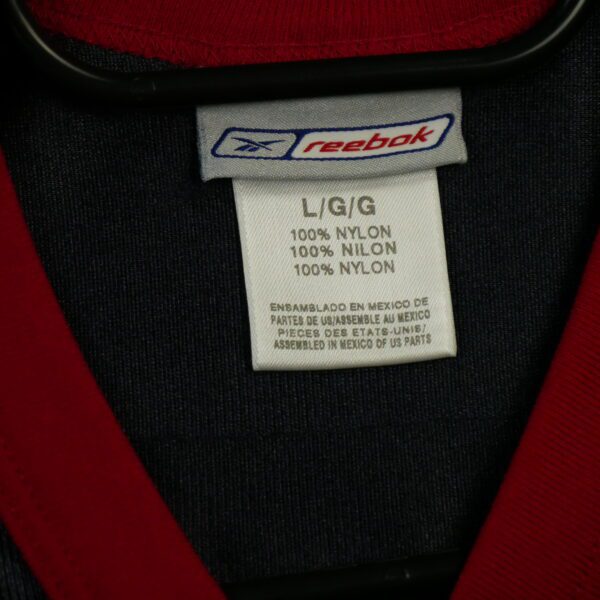 reebok
L/G/G
100% NYLON
100% NILON
100% NYLON
ENSAMBLADO EN MEXICO DE
PARTES DE US/ASSEMBLE AU MEXICO
PIECES DES ETATS-UNIS/
ASSEMBLED IN MEXICO OF US PARTS